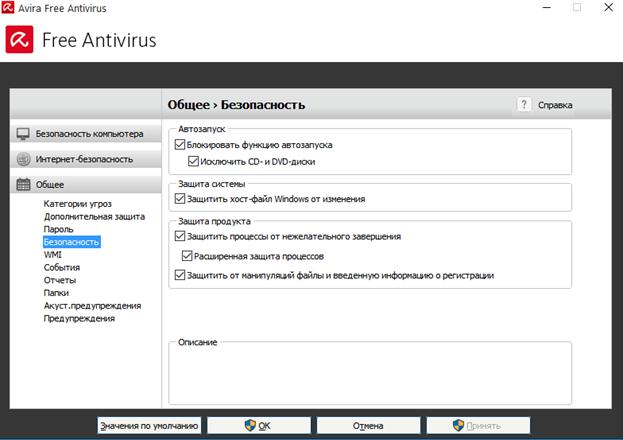 Avira Free Antivirus
Free Antivirus
Общее › Безопасность
? Справка
Безопасность компьютера
Интернет-безопасность
Общее
Категории угроз
Дополнительная защита
Пароль
Безопасность
WMI
События
Отчеты
Папки
Акуст.предупреждения
Предупреждения
Автозапуск
Блокировать функцию автозапуска
Исключить CD- и DVD-диски
Защита системы
Защитить хост-файл Windows от изменения
Защита продукта
Защитить процессы от нежелательного завершения
Расширенная защита процессов
Защитить от манипуляций файлы и введенную информацию о регистрации
Описание
Значения по умолчанию
OK
Отмена
Принять